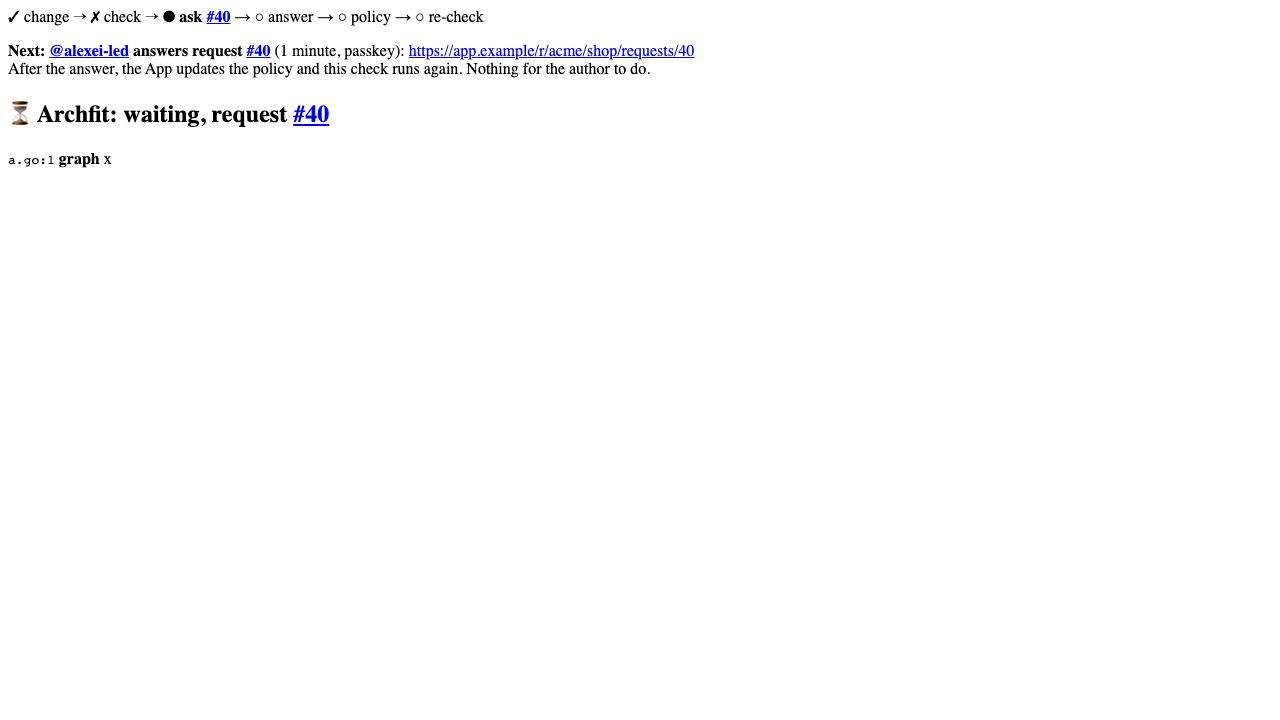 ✓ change → ✗ check → ● ask #40 → ○ answer → ○ policy → ○ re-check
Next: @alexei-led answers request #40 (1 minute, passkey): https://app.example/r/acme/shop/requests/40
After the answer, the App updates the policy and this check runs again. Nothing for the author to do.
⏳ Archfit: waiting, request #40
a.go:1 graph x